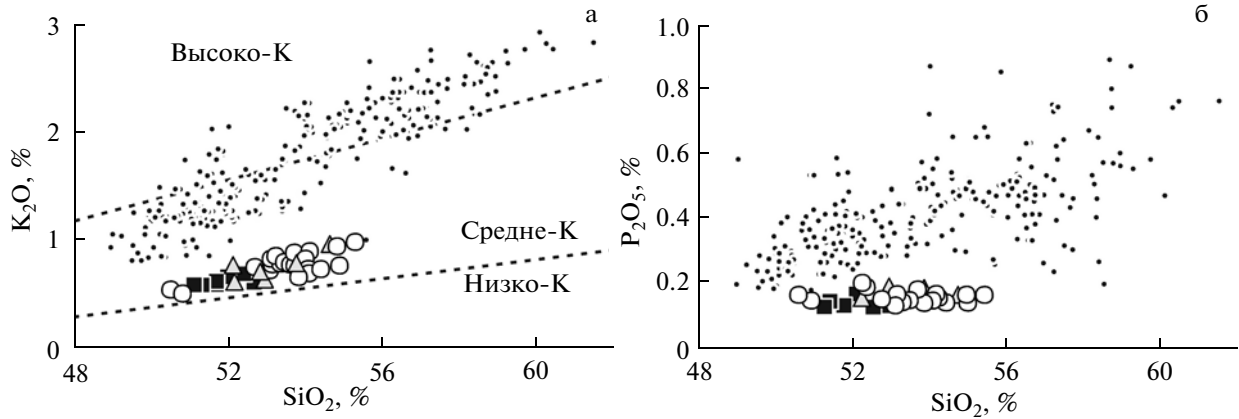 а
3
2
1
0
K₂O, %
Высоко-K
Средне-K
Низко-K
48
52
56
60
SiO₂, %
б
1.0
0.8
0.6
0.4
0.2
0
P₂O₅, %
48
52
56
60
SiO₂, %